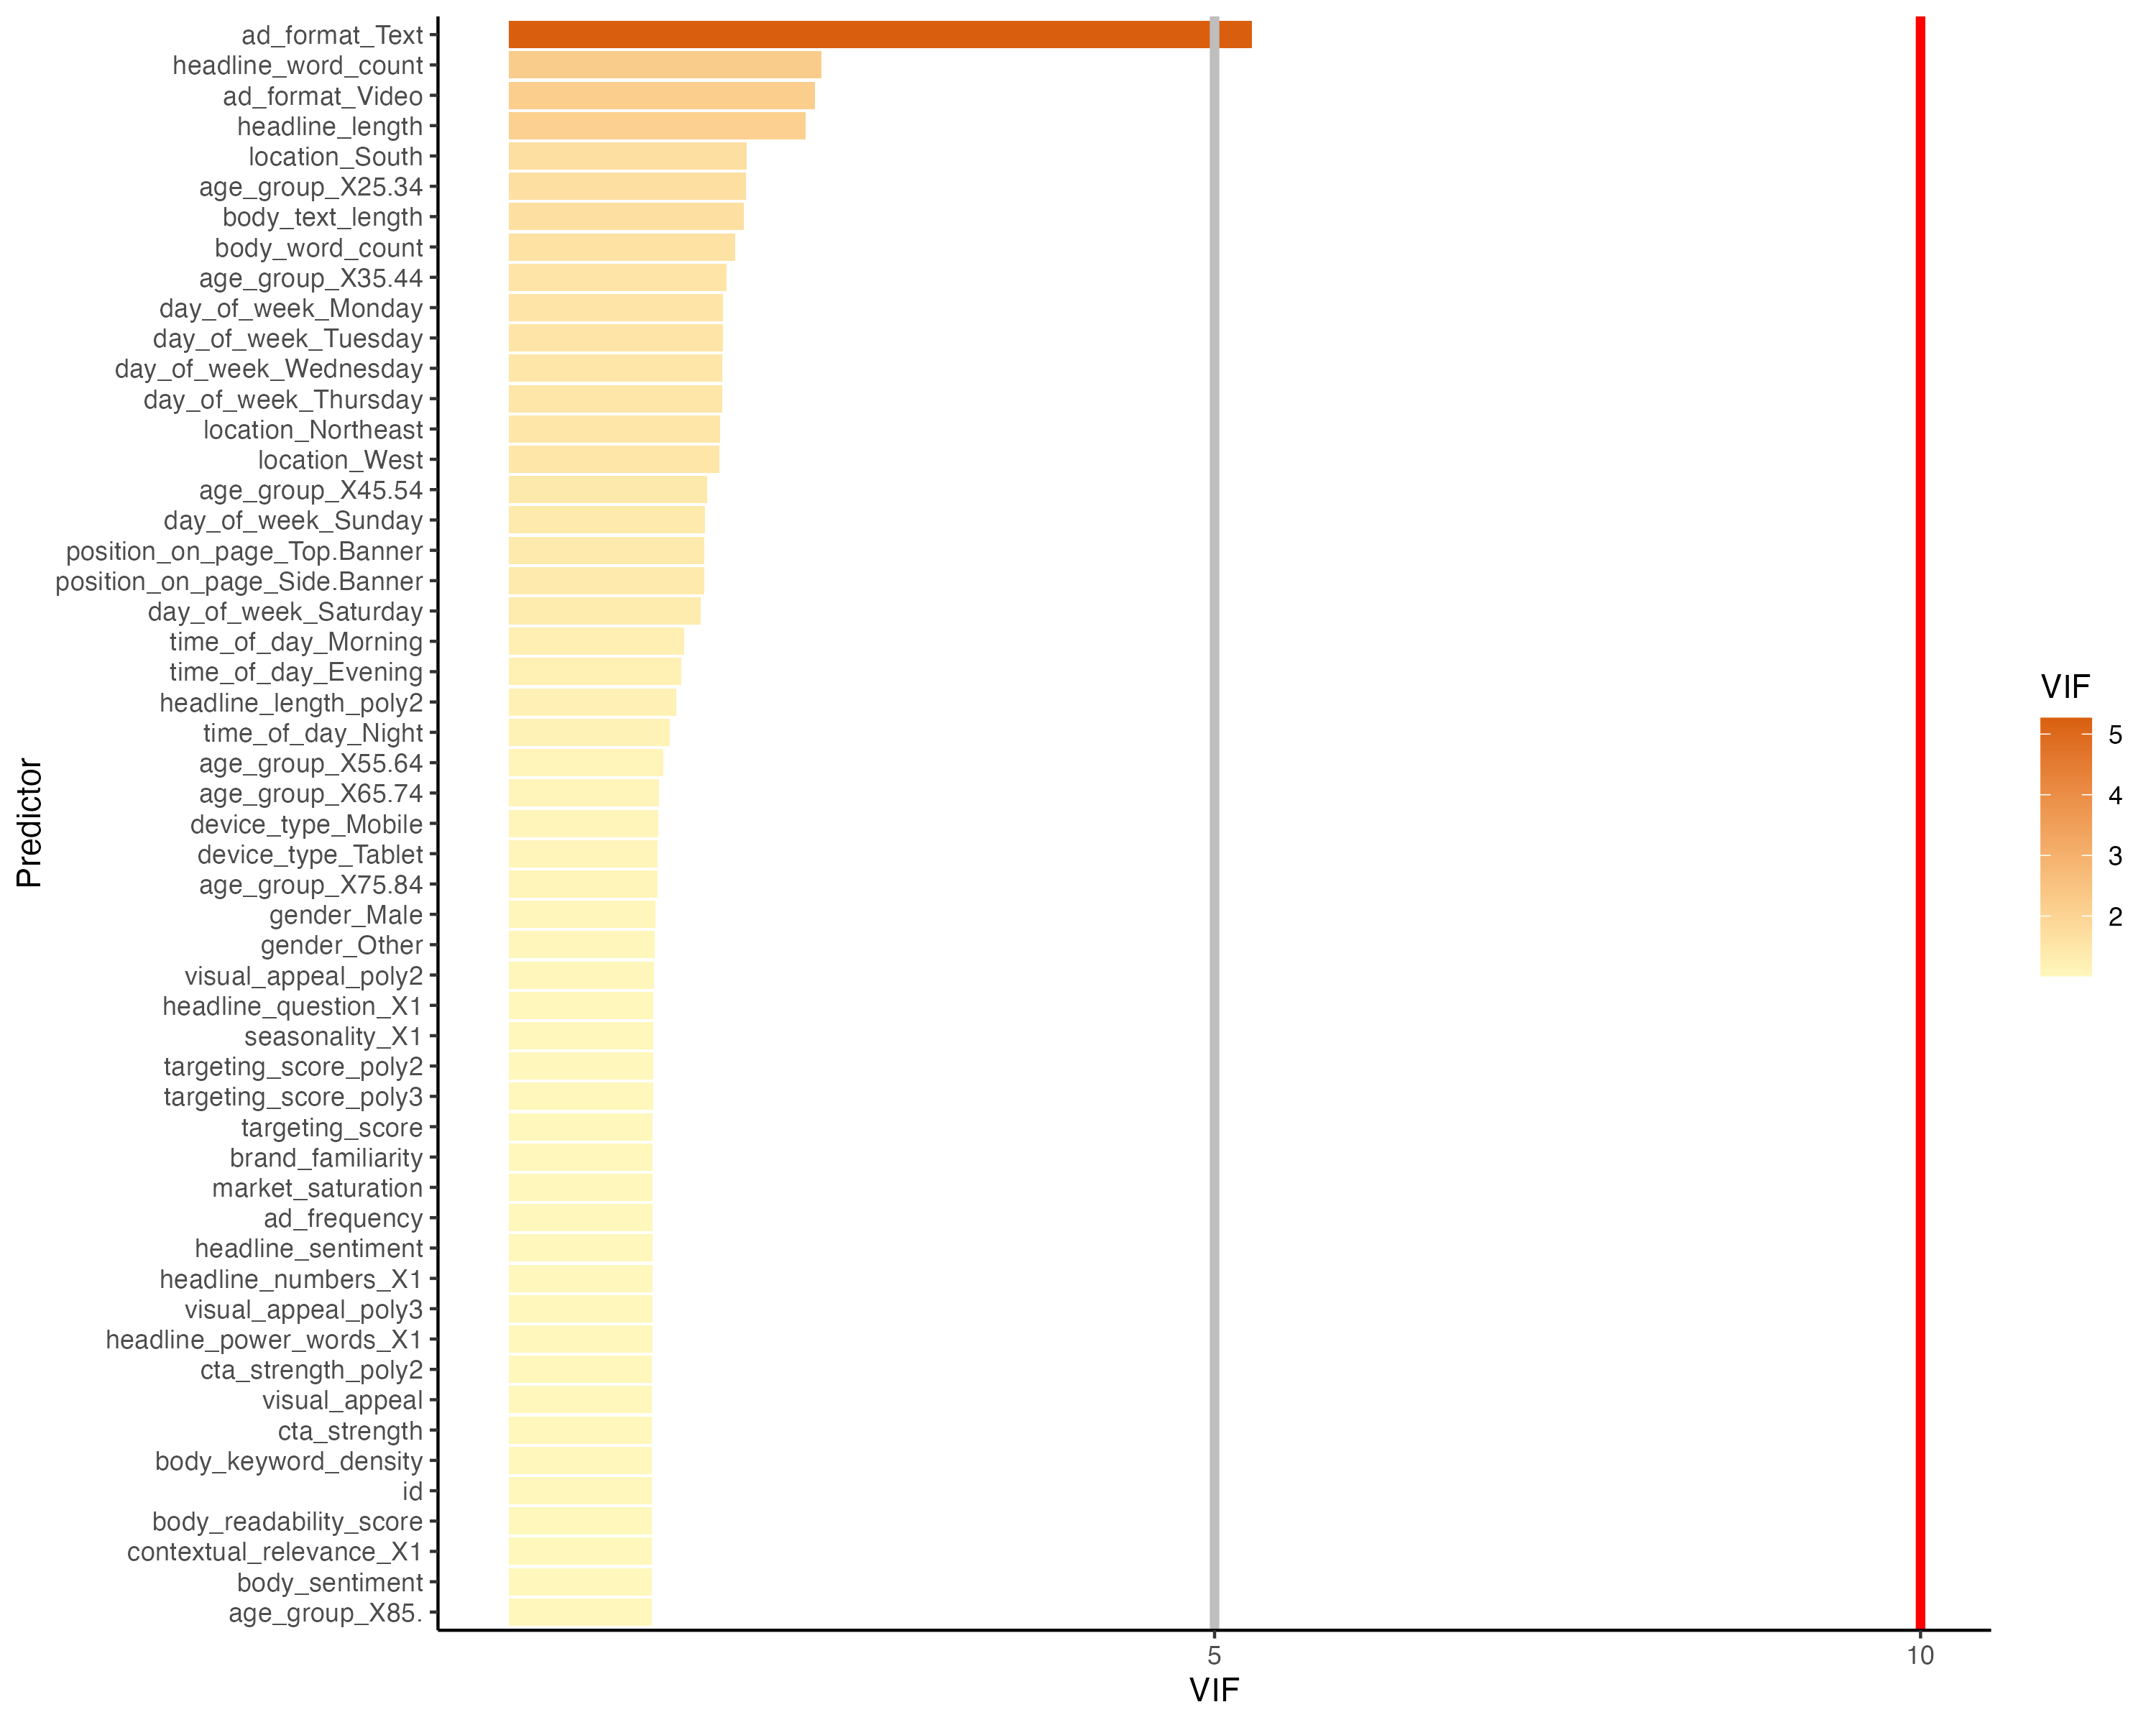 ad_format_Text
headline_word_count
ad_format_Video
headline_length
location_South
age_group_X25.34
body_text_length
body_word_count
age_group_X35.44
day_of_week_Monday
day_of_week_Tuesday
day_of_week_Wednesday
day_of_week_Thursday
location_Northeast
location_West
age_group_X45.54
day_of_week_Sunday
position_on_page_Top.Banner
position_on_page_Side.Banner
day_of_week_Saturday
time_of_day_Morning
time_of_day_Evening
headline_length_poly2
time_of_day_Night
age_group_X55.64
age_group_X65.74
device_type_Mobile
device_type_Tablet
age_group_X75.84
gender_Male
gender_Other
visual_appeal_poly2
headline_question_X1
seasonality_X1
targeting_score_poly2
targeting_score_poly3
targeting_score
brand_familiarity
market_saturation
ad_frequency
headline_sentiment
headline_numbers_X1
visual_appeal_poly3
headline_power_words_X1
cta_strength_poly2
visual_appeal
cta_strength
body_keyword_density
id
body_readability_score
contextual_relevance_X1
body_sentiment
age_group_X85.
Predictor
5
10
VIF
VIF
5
4
3
2